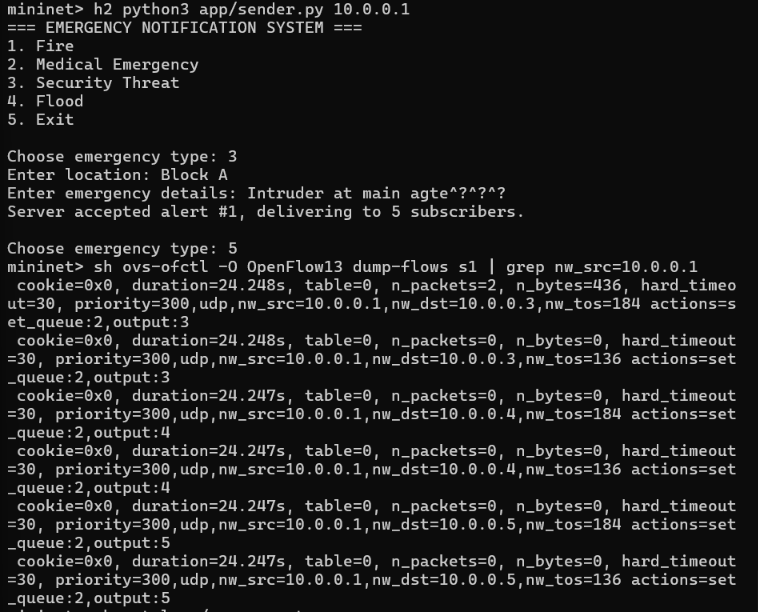 mininet> h2 python3 app/sender.py 10.0.0.1
=== EMERGENCY NOTIFICATION SYSTEM ===
1. Fire
2. Medical Emergency
3. Security Threat
4. Flood
5. Exit
Choose emergency type: 3
Enter location: Block A
Enter emergency details: Intruder at main agte^?^?^?
Server accepted alert #1, delivering to 5 subscribers.
Choose emergency type: 5
mininet> sh ovs-ofctl -O OpenFlow13 dump-flows s1 | grep nw_src=10.0.0.1
 cookie=0x0, duration=24.248s, table=0, n_packets=2, n_bytes=436, hard_timeo
ut=30, priority=300,udp,nw_src=10.0.0.1,nw_dst=10.0.0.3,nw_tos=184 actions=s
et_queue:2,output:3
 cookie=0x0, duration=24.248s, table=0, n_packets=0, n_bytes=0, hard_timeout
=30, priority=300,udp,nw_src=10.0.0.1,nw_dst=10.0.0.3,nw_tos=136 actions=set
_queue:2,output:3
 cookie=0x0, duration=24.247s, table=0, n_packets=0, n_bytes=0, hard_timeout
=30, priority=300,udp,nw_src=10.0.0.1,nw_dst=10.0.0.4,nw_tos=184 actions=set
_queue:2,output:4
 cookie=0x0, duration=24.247s, table=0, n_packets=0, n_bytes=0, hard_timeout
=30, priority=300,udp,nw_src=10.0.0.1,nw_dst=10.0.0.4,nw_tos=136 actions=set
_queue:2,output:4
 cookie=0x0, duration=24.247s, table=0, n_packets=0, n_bytes=0, hard_timeout
=30, priority=300,udp,nw_src=10.0.0.1,nw_dst=10.0.0.5,nw_tos=184 actions=set
_queue:2,output:5
 cookie=0x0, duration=24.247s, table=0, n_packets=0, n_bytes=0, hard_timeout
=30, priority=300,udp,nw_src=10.0.0.1,nw_dst=10.0.0.5,nw_tos=136 actions=set
_queue:2,output:5